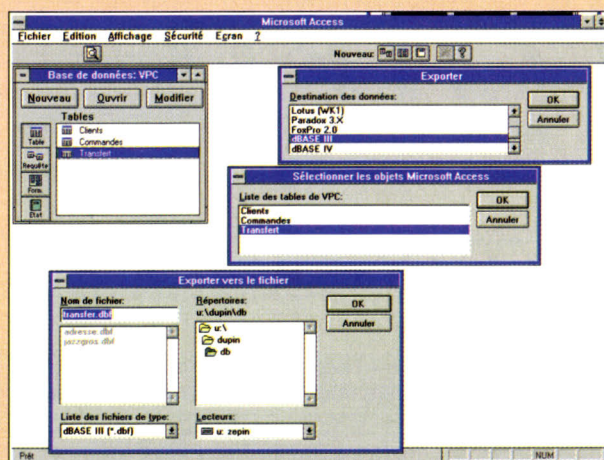 Microsoft Access
Fichier Edition Affichage Sécurité Ecran ?
Nouveau:
Base de données: VPC
Nouveau Ouvrir Modifier
Tables
Table
Requête
Form.
Etat
Clients
Commandes
Transfert
Exporter
Destination des données:
Lotus (WK1)
Paradox 3.X
FoxPro 2.0
dBASE III
dBASE IV
OK
Annuler
Sélectionner les objets Microsoft Access
Liste des tables de VPC:
Clients
Commandes
Transfert
OK
Annuler
Exporter vers le fichier
Nom de fichier:
transfer.dbf
adresse.dbf
jazzgros.dbf
Liste des fichiers de type:
dBASE III (*.dbf)
Répertoires:
u:\dupin\db
u:\
dupin
db
Lecteurs:
u: zepin
OK
Annuler
Prêt
NUM